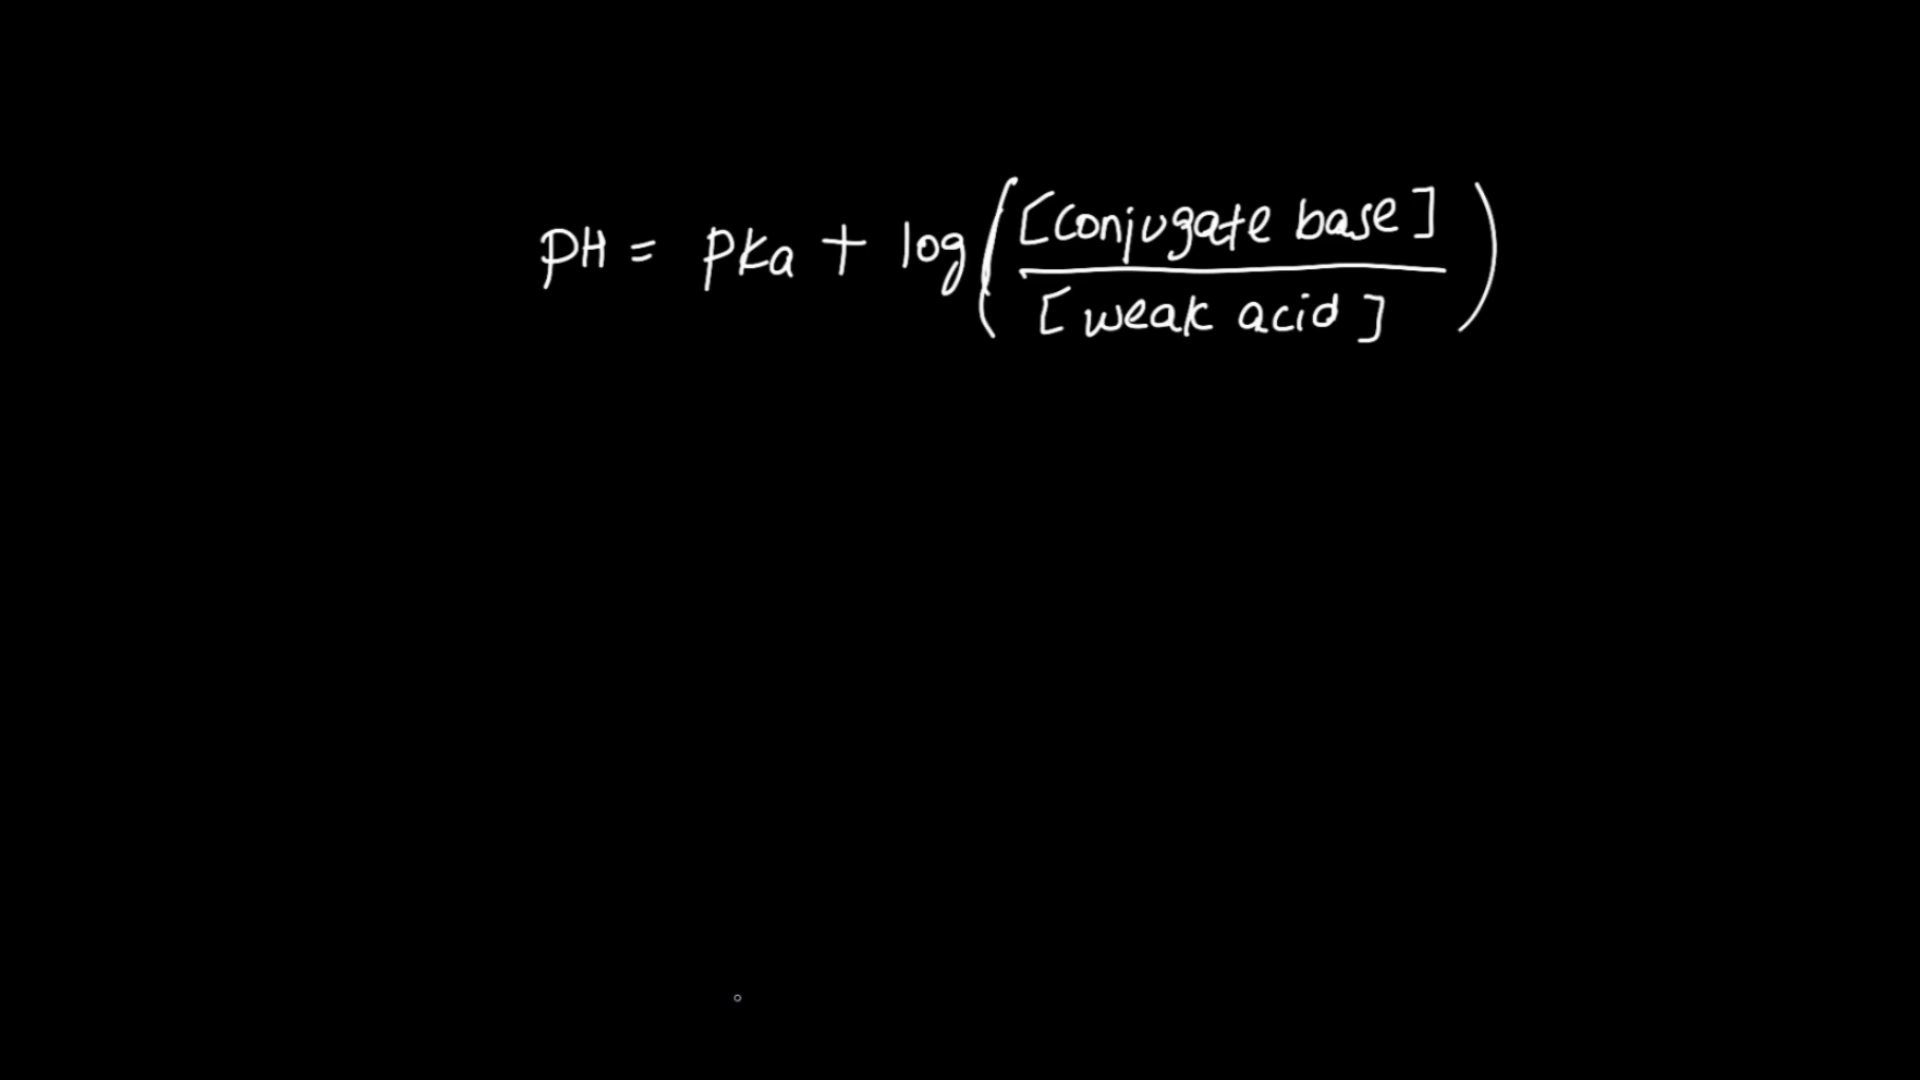 pH = pKa + log([conjugate base]/[weak acid])